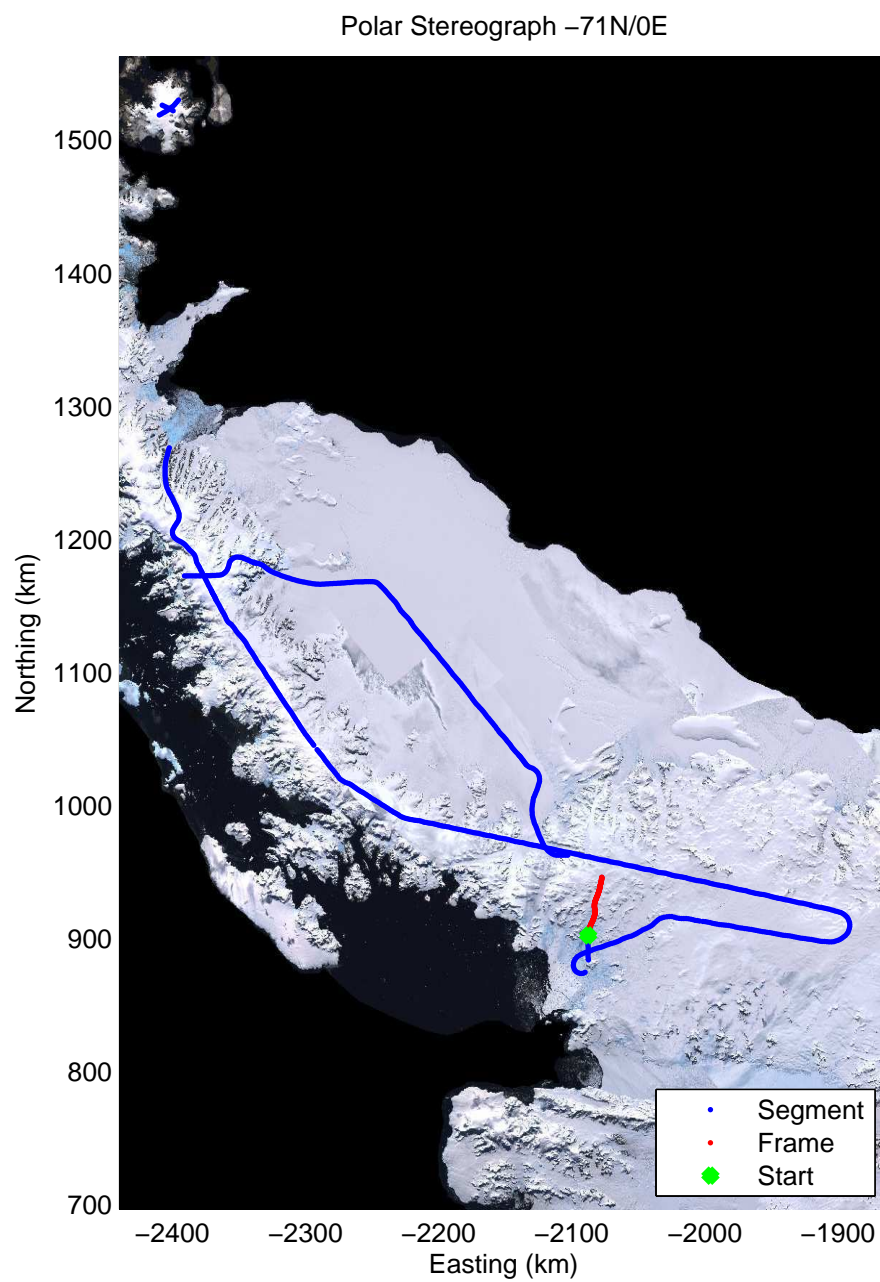 Polar Stereograph −71N/0E
1500
1400
1300
1200
1100
1000
900
800
700
Northing (km)
−2400 −2300 −2200 −2100 −2000 −1900
Easting (km)
Segment
Frame
Start